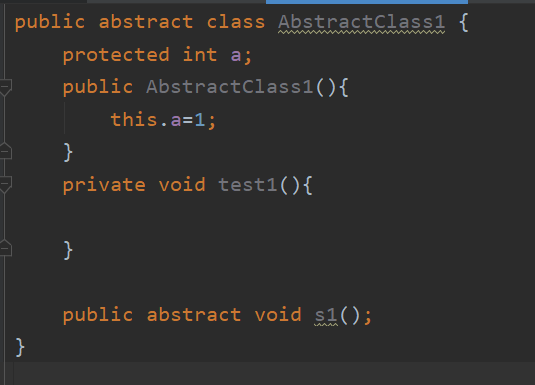 public abstract class AbstractClass1 {
    protected int a;
    public AbstractClass1(){
        this.a=1;
    }
    private void test1(){

    }

    public abstract void s1();
}